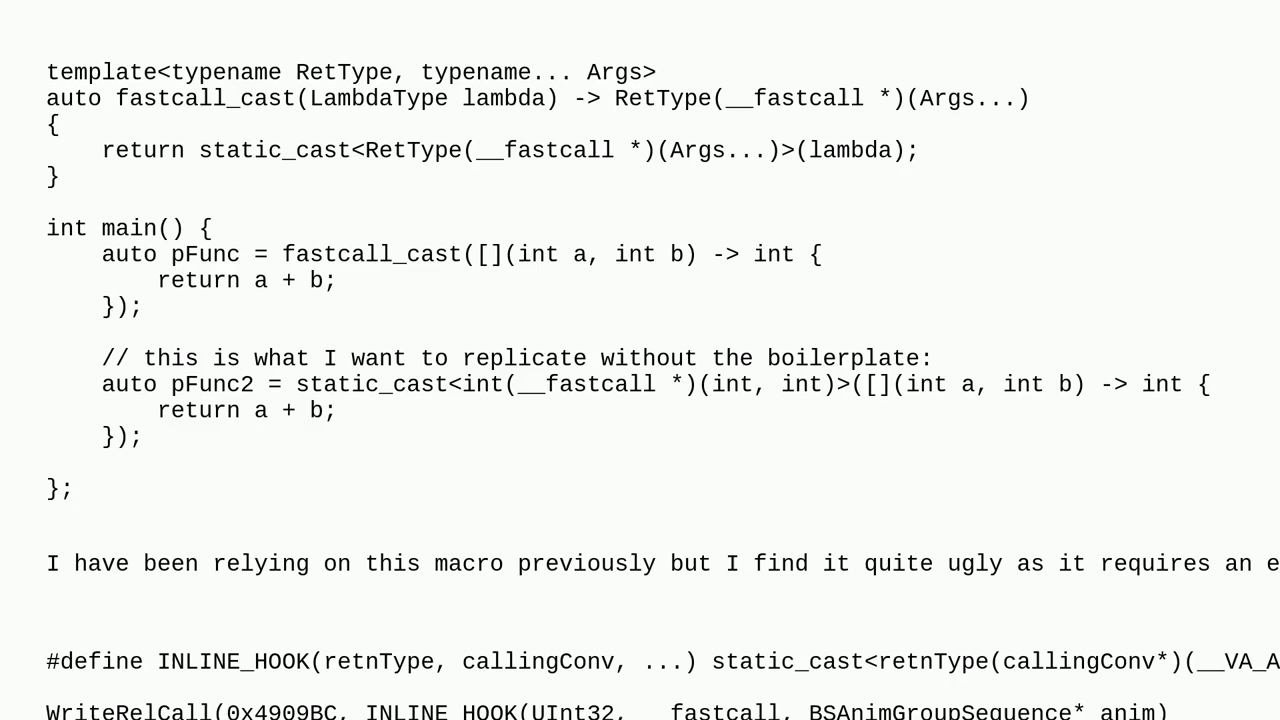 template<typename RetType, typename... Args>
auto fastcall_cast(LambdaType lambda) -> RetType(__fastcall *)(Args...)
{
    return static_cast<RetType(__fastcall *)(Args...)>(lambda);
}
int main() {
    auto pFunc = fastcall_cast([](int a, int b) -> int {
        return a + b;
    });
    // this is what I want to replicate without the boilerplate:
    auto pFunc2 = static_cast<int(__fastcall *)(int, int)>([](int a, int b) -> int {
        return a + b;
    });
};
I have been relying on this macro previously but I find it quite ugly as it requires an
#define INLINE_HOOK(retnType, callingConv, ...) static_cast<retnType(callingConv*)(__VA_A
WriteRelCall(0x4909BC, INLINE_HOOK(UInt32, __fastcall, BSAnimGroupSequence* anim)